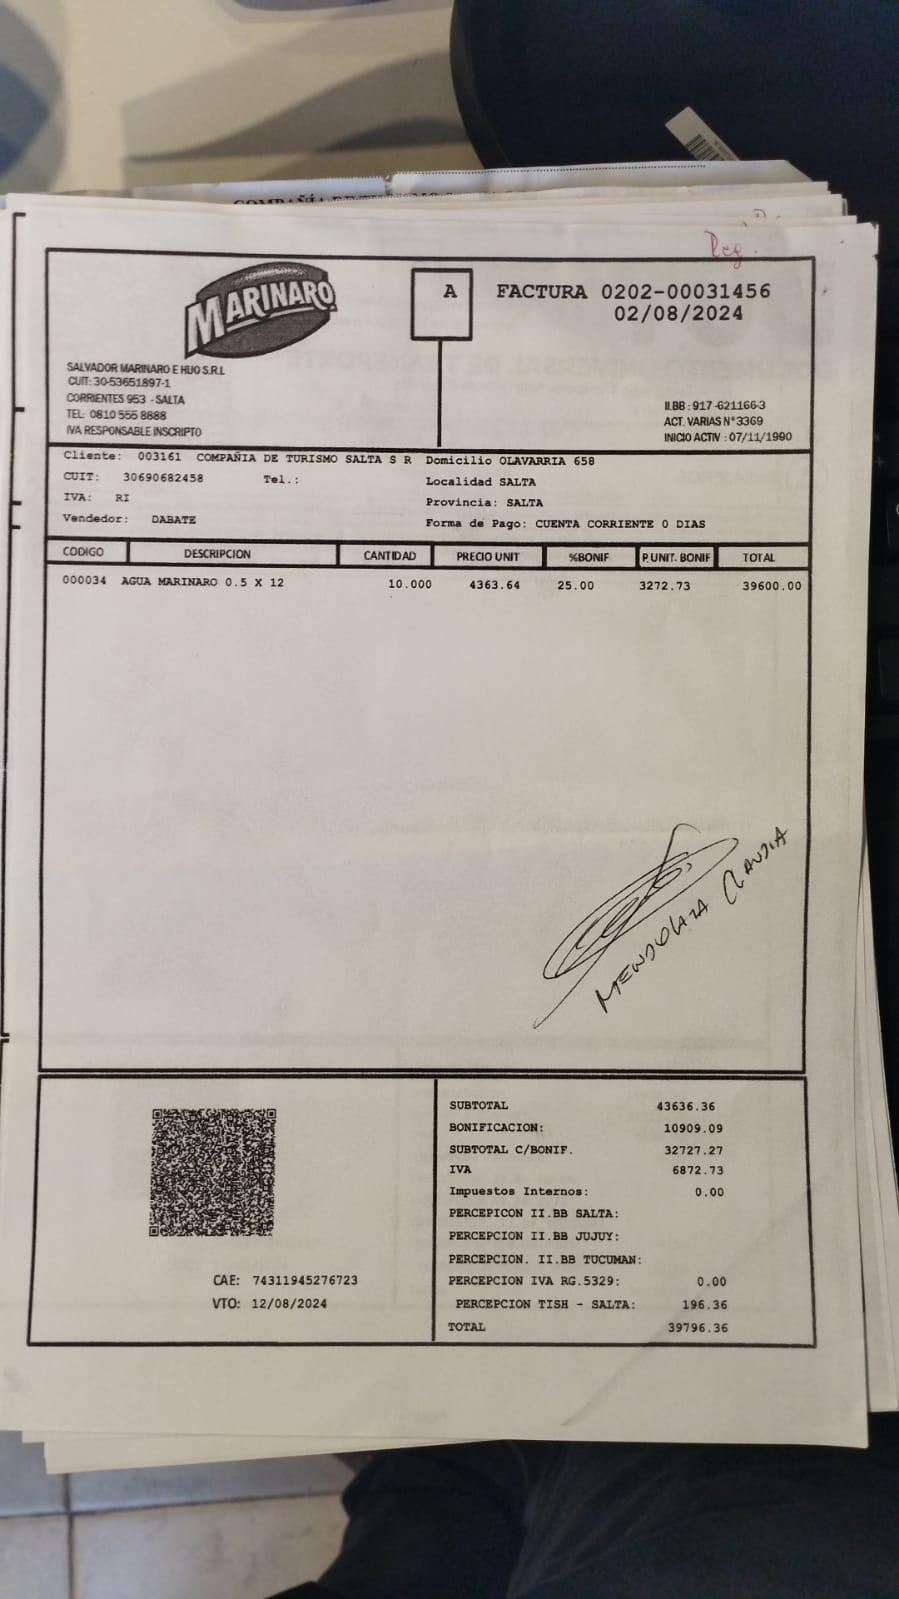 COMPAÑÍA DE TURISMO
Reg.
MARINARO
A
FACTURA 0202-00031456
02/08/2024
SALVADOR MARINARO E HIJO S.R.L
CUIT: 30-53651897-1
CORRIENTES 953 - SALTA
TEL: 0810 555 8888
IVA RESPONSABLE INSCRIPTO
II.BB : 917-621166-3
ACT. VARIAS N° 3369
INICIO ACTIV : 07/11/1990
Cliente: 003161 COMPAÑIA DE TURISMO SALTA S R Domicilio OLAVARRIA 658
CUIT: 30690682458 Tel.: Localidad SALTA
IVA: RI Provincia: SALTA
Vendedor: DABATE Forma de Pago: CUENTA CORRIENTE 0 DIAS
CODIGO DESCRIPCION CANTIDAD PRECIO UNIT %BONIF P.UNIT. BONIF TOTAL
000034 AGUA MARINARO 0.5 X 12 10.000 4363.64 25.00 3272.73 39600.00
MENDOLAZA CLAUDIA
SUBTOTAL 43636.36
BONIFICACION: 10909.09
SUBTOTAL C/BONIF. 32727.27
IVA 6872.73
Impuestos Internos: 0.00
PERCEPICON II.BB SALTA:
PERCEPCION II.BB JUJUY:
PERCEPCION. II.BB TUCUMAN:
PERCEPCION IVA RG.5329: 0.00
PERCEPCION TISH - SALTA: 196.36
TOTAL 39796.36
CAE: 74311945276723
VTO: 12/08/2024